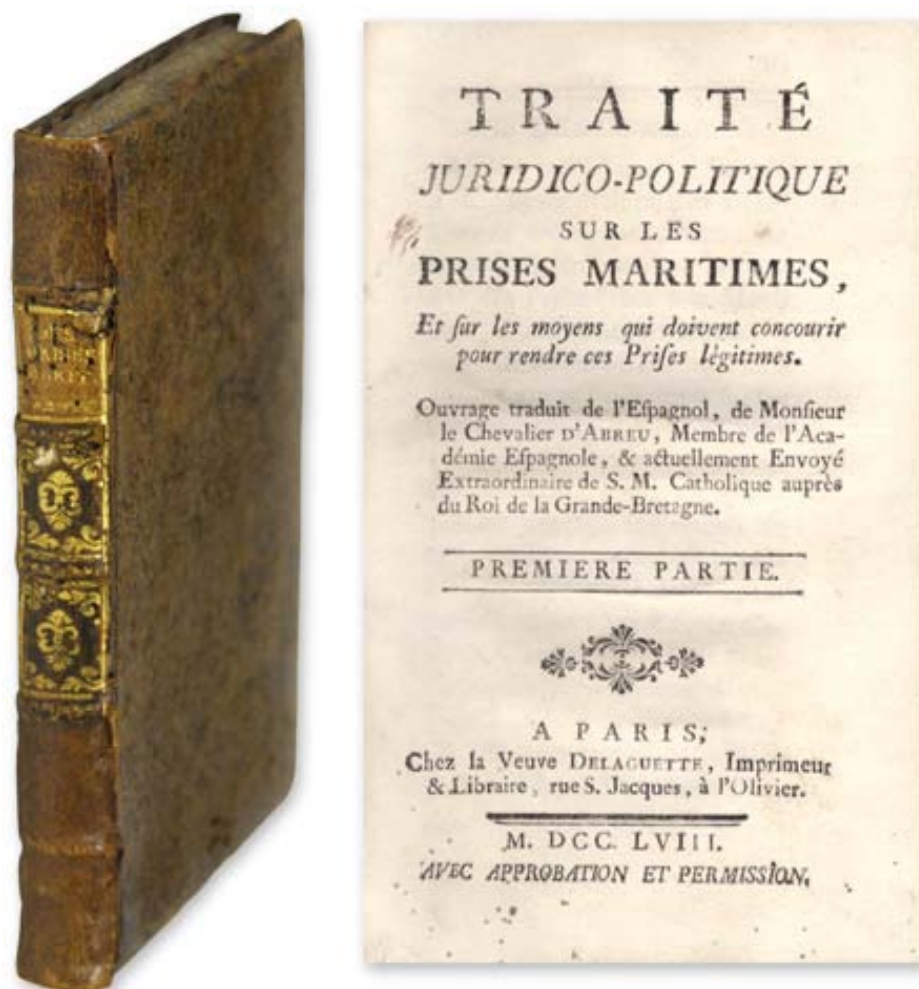 TRAITÉ
JURIDICO-POLITIQUE
SUR LES
PRISES MARITIMES,
Et ſur les moyens qui doivent concourir
pour rendre ces Priſes légitimes.
Ouvrage traduit de l'Eſpagnol, de Monſieur
le Chevalier D'ABREU, Membre de l'Aca-
démie Eſpagnole, & actuellement Envoyé
Extraordinaire de S. M. Catholique auprès
du Roi de la Grande-Bretagne.
PREMIERE PARTIE.
A PARIS;
Chez la Veuve DELAGUETTE, Imprimeur
& Libraire, rue S. Jacques, à l'Olivier.
M. DCC. LVIII.
AVEC APPROBATION ET PERMISSION,